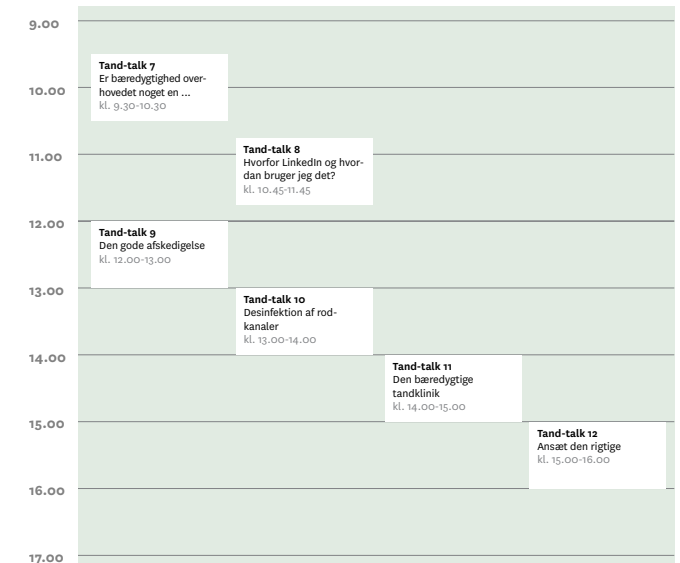 9.00
Tand-talk 7
Er bæredygtighed over-
hovedet noget en ...
kl. 9.30-10.30
10.00
11.00
Tand-talk 8
Hvorfor LinkedIn og hvor-
dan bruger jeg det?
kl. 10.45-11.45
12.00
Tand-talk 9
Den gode afskedigelse
kl. 12.00-13.00
13.00
Tand-talk 10
Desinfektion af rod-
kanaler
kl. 13.00-14.00
14.00
Tand-talk 11
Den bæredygtige
tandklinik
kl. 14.00-15.00
15.00
Tand-talk 12
Ansæt den rigtige
kl. 15.00-16.00
16.00
17.00